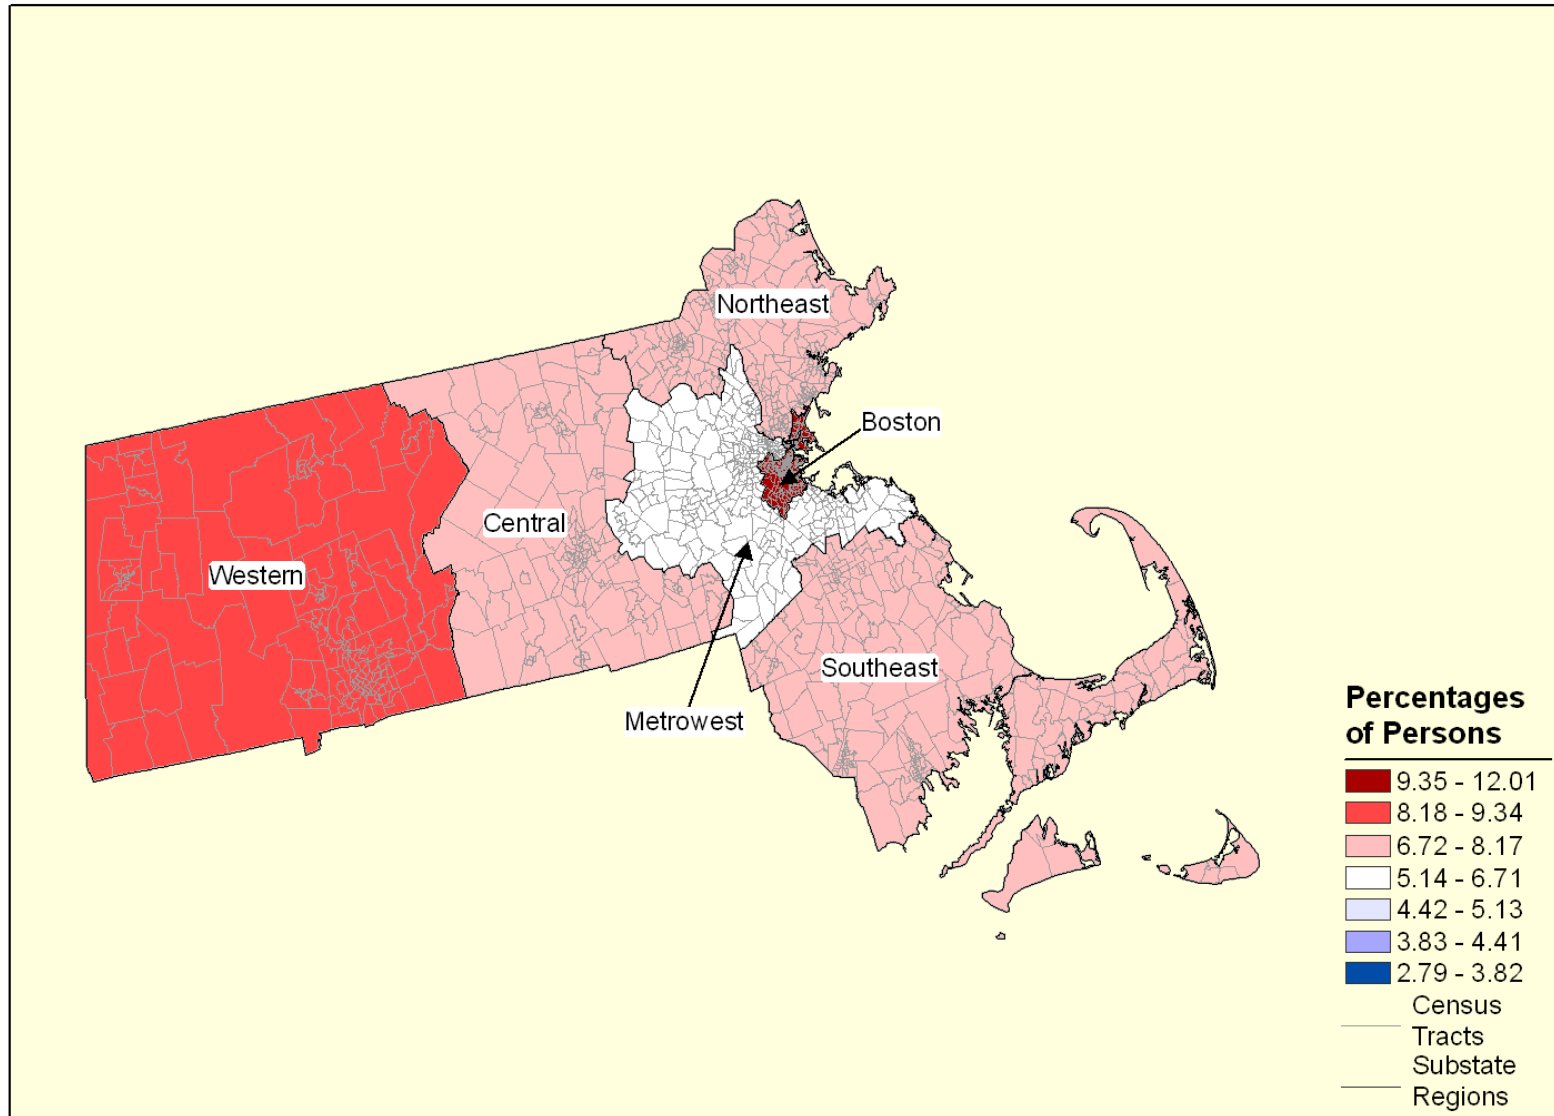 Northeast
Boston
Central
Western
Southeast
Metrowest
Percentages
of Persons
9.35 - 12.01
8.18 - 9.34
6.72 - 8.17
5.14 - 6.71
4.42 - 5.13
3.83 - 4.41
2.79 - 3.82
Census
Tracts
Substate
Regions